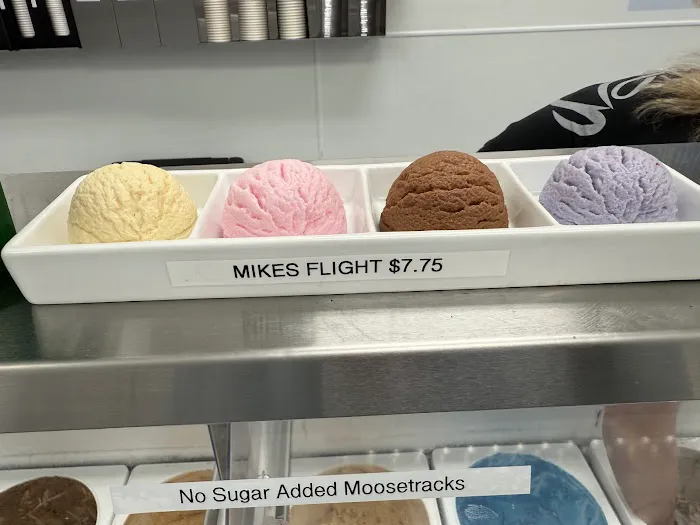 MIKES FLIGHT $7.75
No Sugar Added Moosetracks